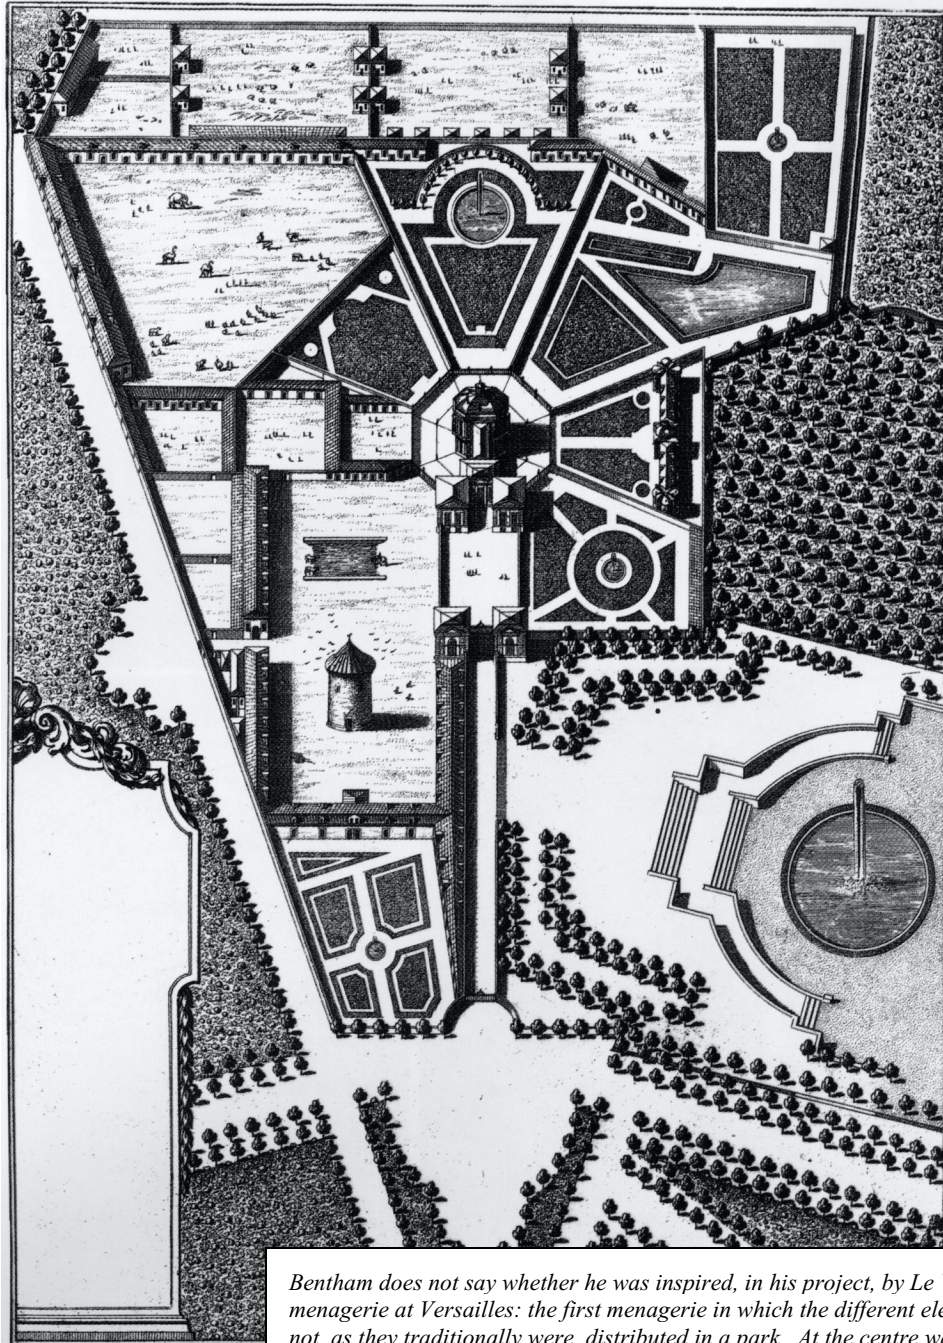 Bentham does not say whether he was inspired, in his project, by Le
menagerie at Versailles: the first menagerie in which the different
not, as they traditionally were, distributed in a park. At the centre